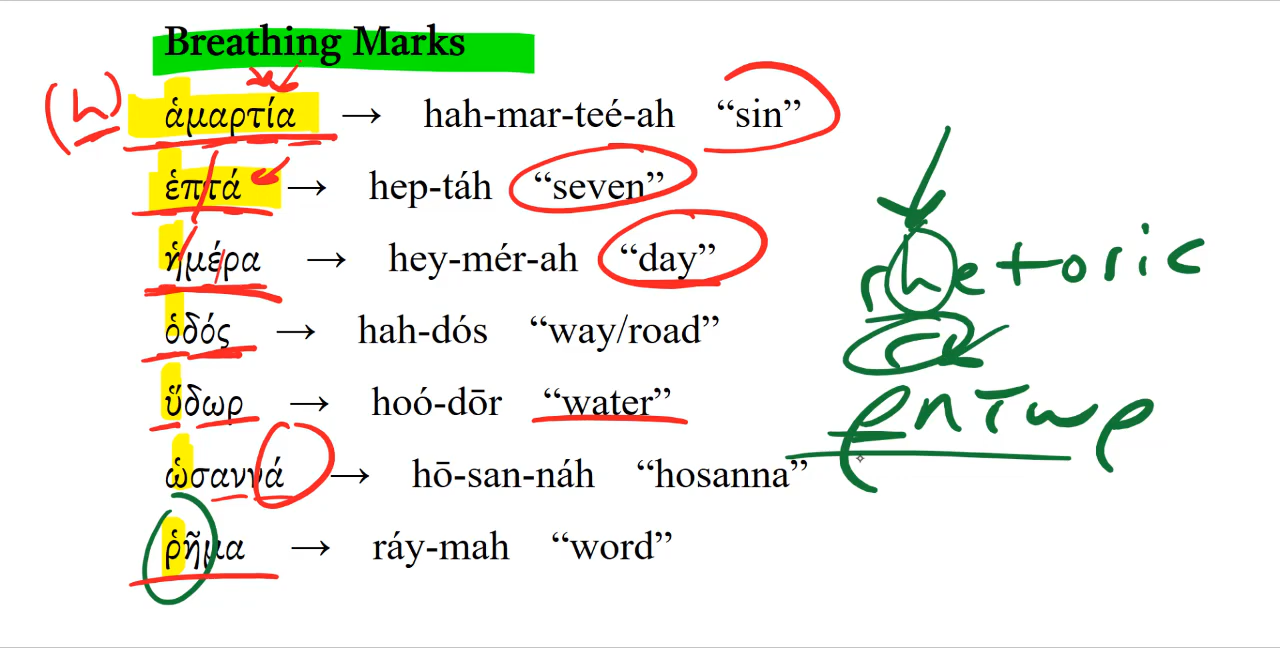 Breathing Marks
(h) ἁμαρτία → hah-mar-teé-ah “sin”
ἑπτά → hep-táh “seven”
ἡμέρα → hey-mér-ah “day”
rhetoric
ὁδός → hah-dós “way/road”
ὕδωρ → hoó-dōr “water”
ρητωρ
ὡσαννά → hō-san-náh “hosanna”
ῥῆμα → ráy-mah “word”